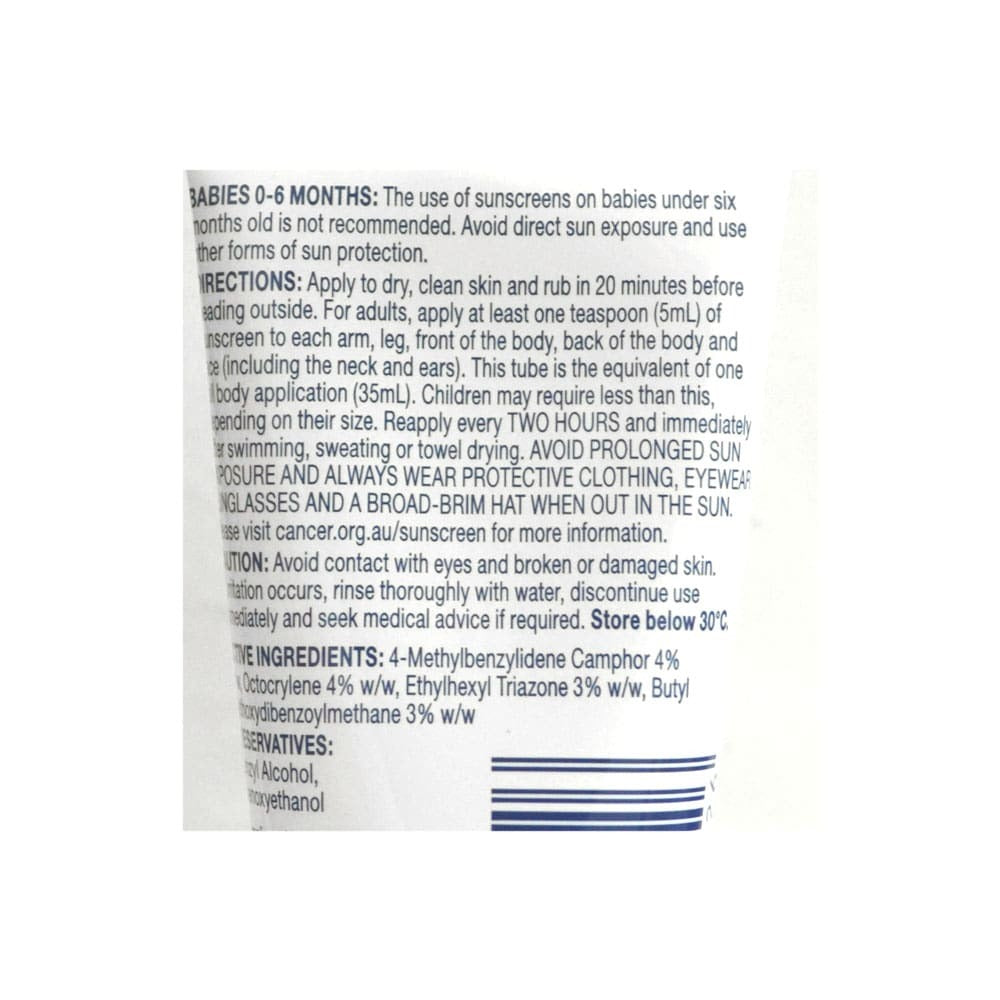 BABIES 0-6 MONTHS: The use of sunscreens on babies under six
months old is not recommended. Avoid direct sun exposure and use
ther forms of sun protection.
IRECTIONS: Apply to dry, clean skin and rub in 20 minutes before
eading outside. For adults, apply at least one teaspoon (5mL) of
nscreen to each arm, leg, front of the body, back of the body and
ce (including the neck and ears). This tube is the equivalent of one
l body application (35mL). Children may require less than this,
pending on their size. Reapply every TWO HOURS and immediately
er swimming, sweating or towel drying. AVOID PROLONGED SUN
POSURE AND ALWAYS WEAR PROTECTIVE CLOTHING, EYEWEAR
NGLASSES AND A BROAD-BRIM HAT WHEN OUT IN THE SUN.
ase visit cancer.org.au/sunscreen for more information.
UTION: Avoid contact with eyes and broken or damaged skin.
ritation occurs, rinse thoroughly with water, discontinue use
mediately and seek medical advice if required. Store below 30°C.
TIVE INGREDIENTS: 4-Methylbenzylidene Camphor 4%
Octocrylene 4% w/w, Ethylhexyl Triazone 3% w/w, Butyl
thoxydibenzoylmethane 3% w/w
ESERVATIVES:
nzyl Alcohol,
enoxyethanol